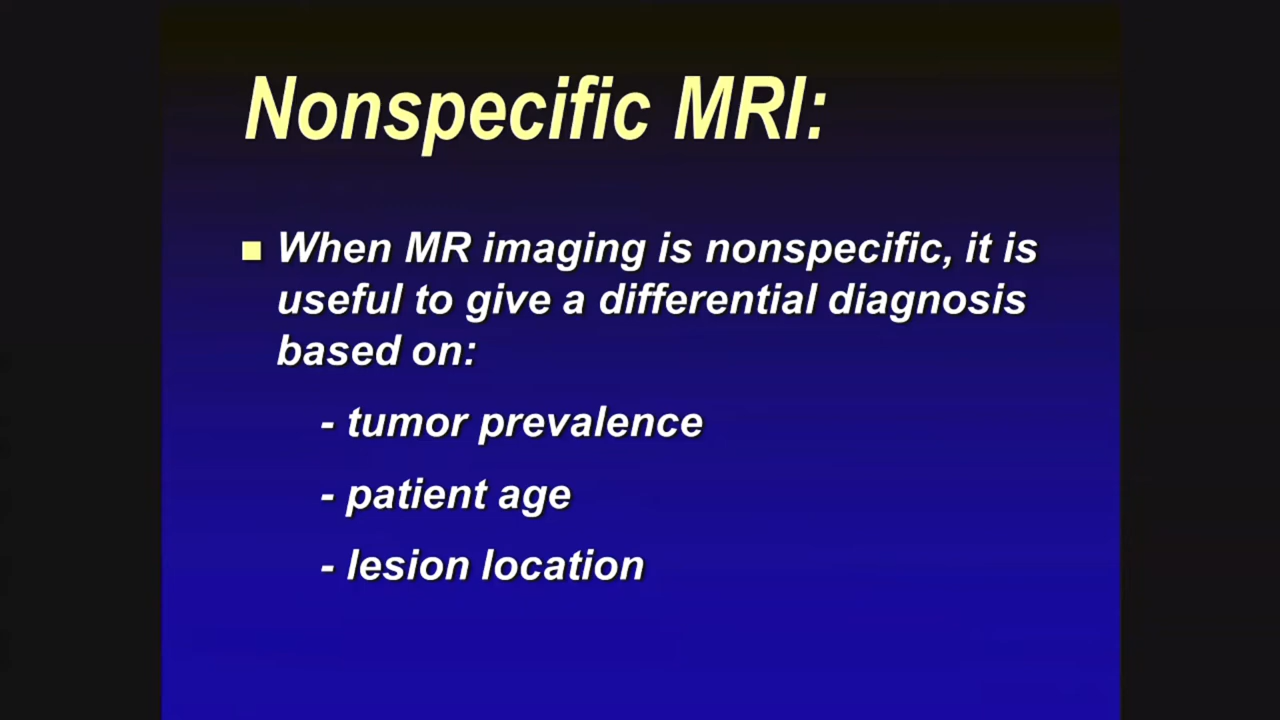 Nonspecific MRI:
When MR imaging is nonspecific, it is
useful to give a differential diagnosis
based on:
- tumor prevalence
- patient age
- lesion location